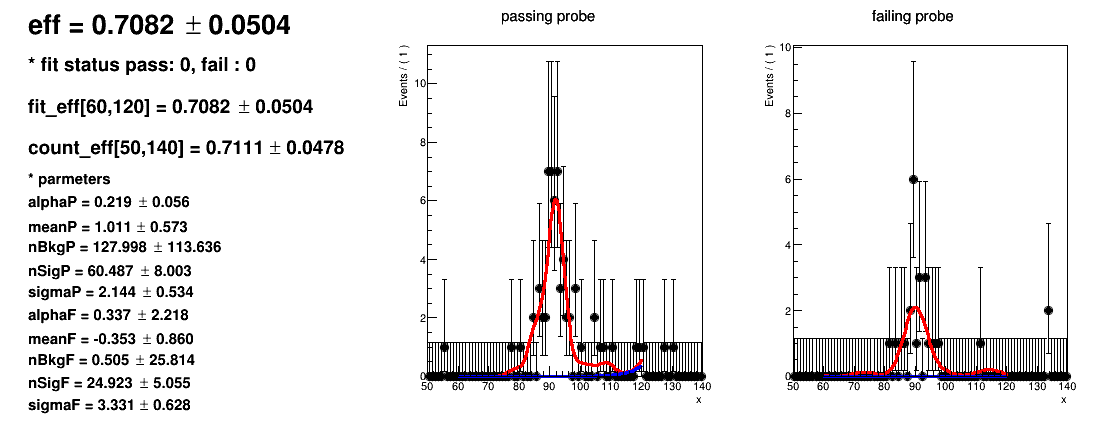 eff = 0.7082 ± 0.0504
* fit status pass: 0, fail : 0
fit_eff[60,120] = 0.7082 ± 0.0504
count_eff[50,140] = 0.7111 ± 0.0478
* parmeters
alphaP = 0.219 ± 0.056
meanP = 1.011 ± 0.573
nBkgP = 127.998 ± 113.636
nSigP = 60.487 ± 8.003
sigmaP = 2.144 ± 0.534
alphaF = 0.337 ± 2.218
meanF = -0.353 ± 0.860
nBkgF = 0.505 ± 25.814
nSigF = 24.923 ± 5.055
sigmaF = 3.331 ± 0.628
passing probe
Events / ( 1 )
10
8
6
4
2
0
50 60 70 80 90 100 110 120 130 140
x
failing probe
Events / ( 1 )
10
8
6
4
2
0
50 60 70 80 90 100 110 120 130 140
x